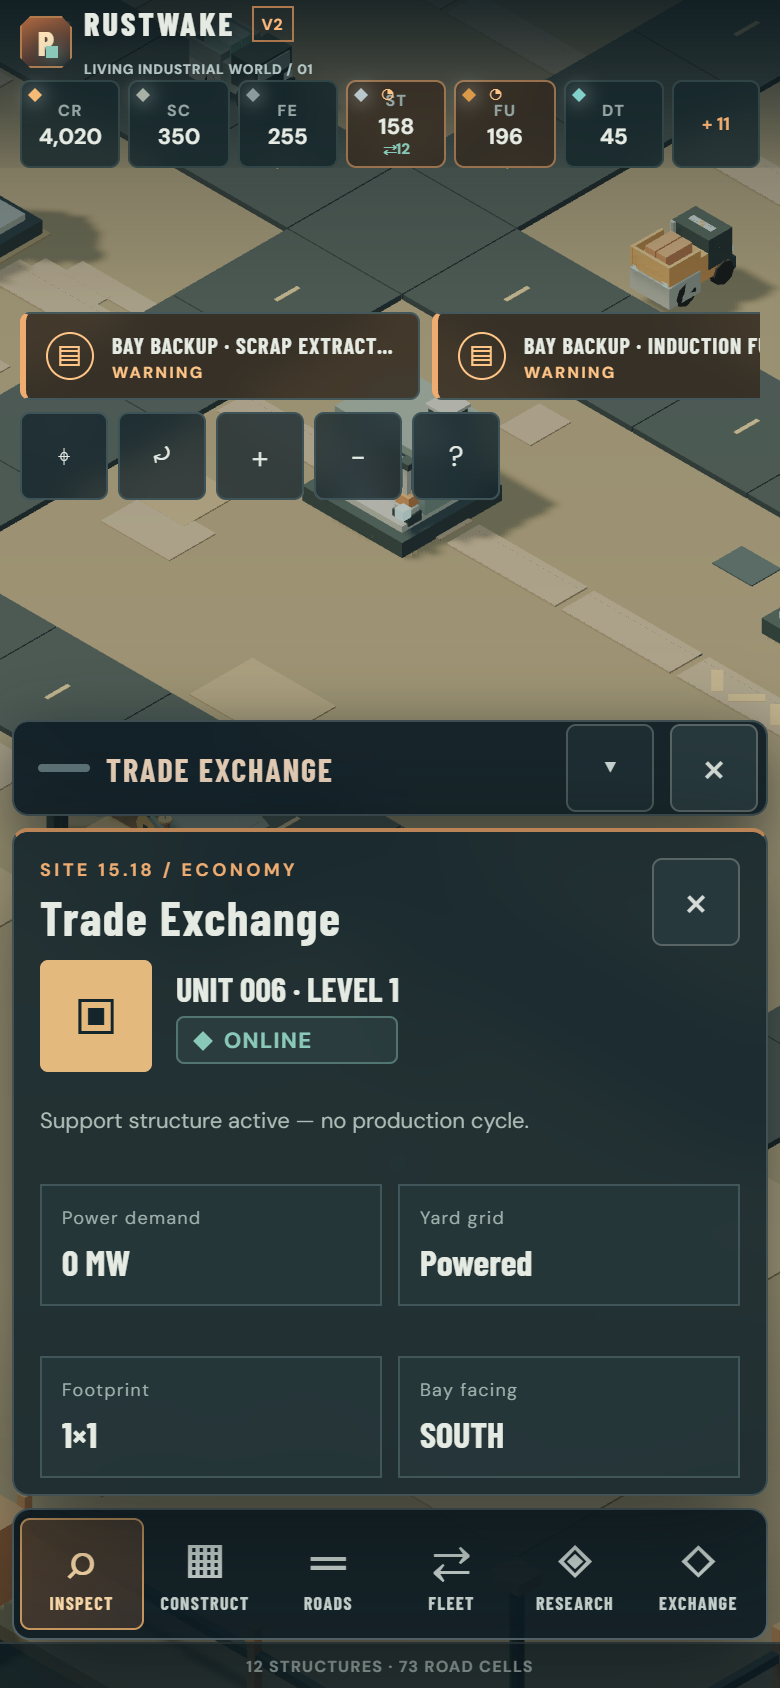 RUSTWAKE V2
LIVING INDUSTRIAL WORLD / 01
CR
4,020
SC
350
FE
255
ST
158
⇄12
FU
196
DT
45
+ 11
BAY BACKUP · SCRAP EXTRACT...
WARNING
BAY BACKUP · INDUCTION
WARNING
+
-
?
TRADE EXCHANGE
▼
×
SITE 15.18 / ECONOMY
Trade Exchange
×
UNIT 006 · LEVEL 1
◆ ONLINE
Support structure active — no production cycle.
Power demand
0 MW
Yard grid
Powered
Footprint
1×1
Bay facing
SOUTH
INSPECT
CONSTRUCT
ROADS
FLEET
RESEARCH
EXCHANGE
12 STRUCTURES · 73 ROAD CELLS